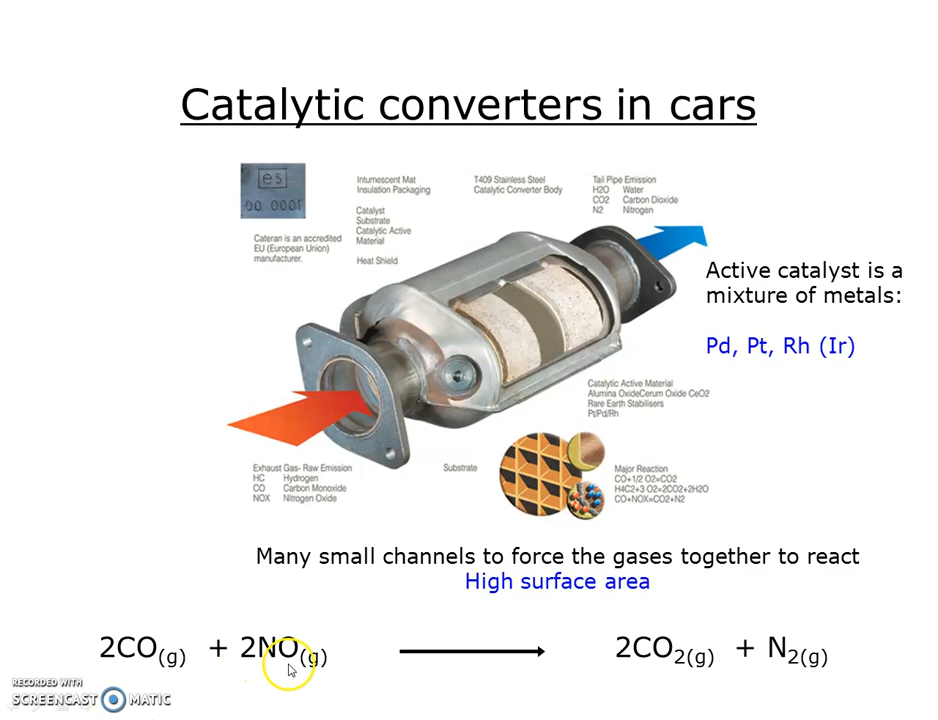 Catalytic converters in cars
e5
00 0001
Intumescent Mat
Insulation Packaging
Catalyst
Substrate
Catalytic Active
Material
Heat Shield
T409 Stainless Steel
Catalytic Converter Body
Tail Pipe Emission
H2O Water
CO2 Carbon Dioxide
N2 Nitrogen
Cateran is an accredited
EU (European Union)
manufacturer.
Active catalyst is a
mixture of metals:
Pd, Pt, Rh (Ir)
Catalytic Active Material
Alumina OxideCerum Oxide CeO2
Rare Earth Stabilisers
Pt/Pd/Rh
Exhaust Gas- Raw Emission
HC Hydrogen
CO Carbon Monoxide
NOX Nitrogen Oxide
Substrate
Major Reaction
CO+1/2 O2=CO2
H4C2+3 O2=2CO2+2H2O
CO+NOX=CO2+N2
Many small channels to force the gases together to react
High surface area
2CO(g) + 2NO(g) → 2CO2(g) + N2(g)
RECORDED WITH
SCREENCAST MATIC